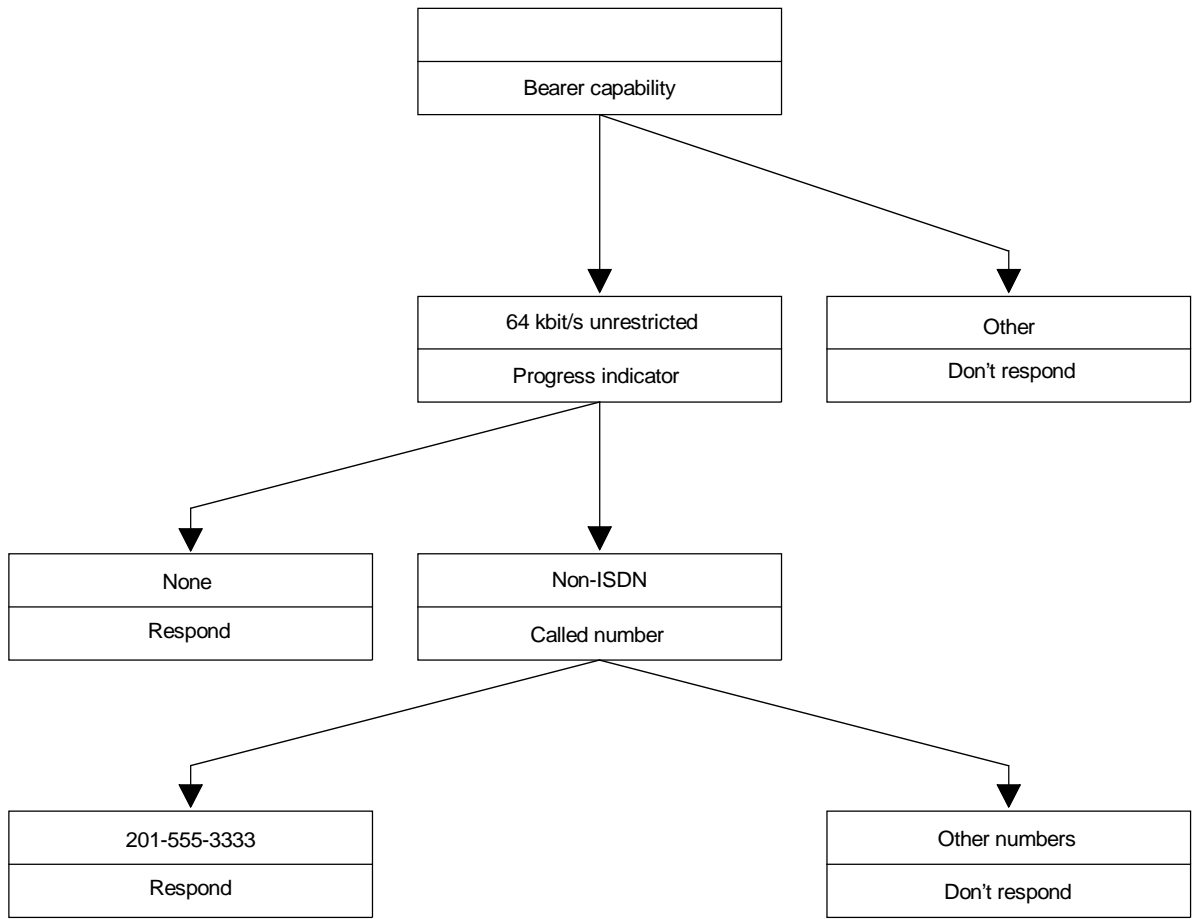 Bearer capability
64 kbit/s unrestricted
Progress indicator
Other
Don't respond
None
Respond
Non-ISDN
Called number
201-555-3333
Respond
Other numbers
Don't respond